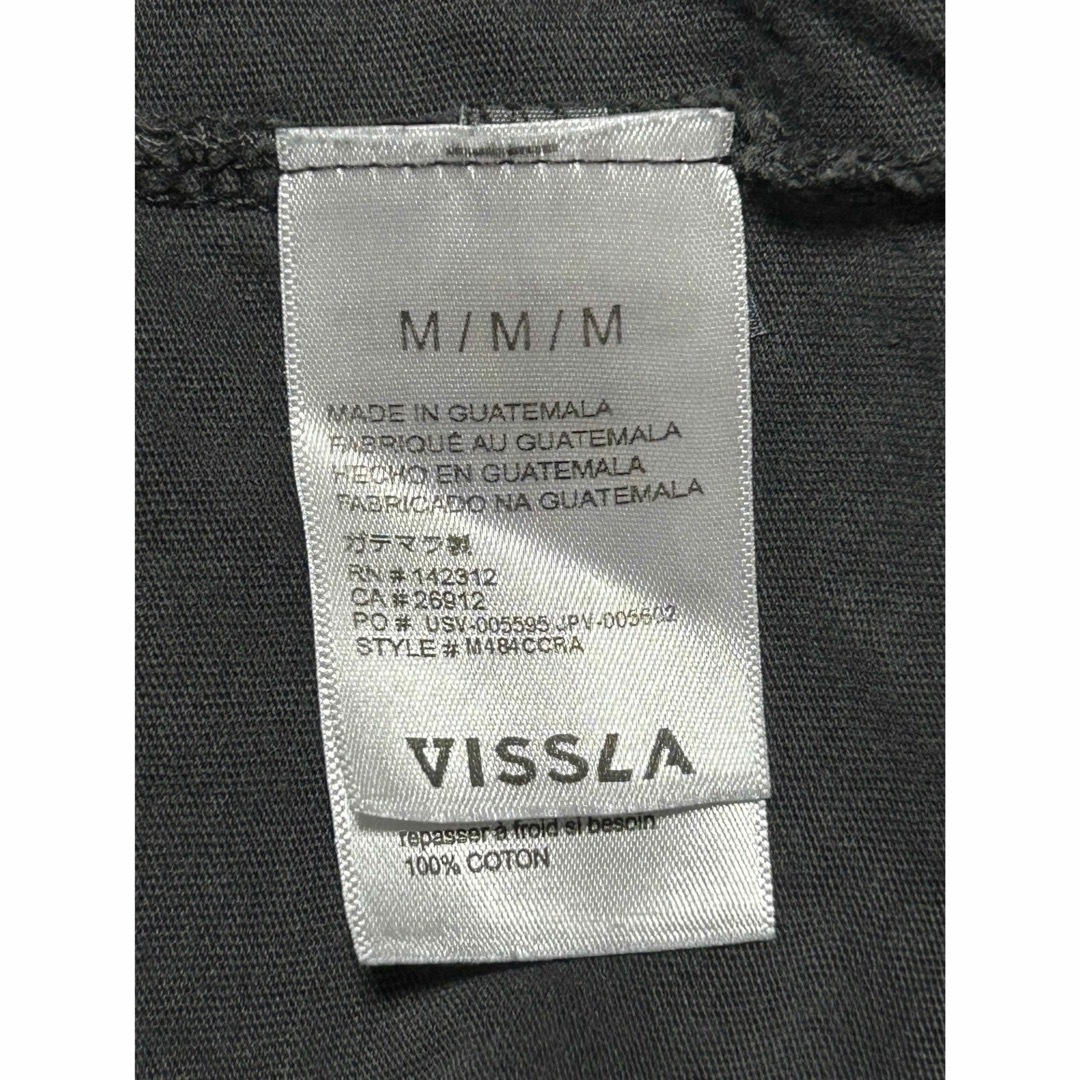 M / M / M
MADE IN GUATEMALA
FABRIQUÉ AU GUATEMALA
HECHO EN GUATEMALA
FABRICADO NA GUATEMALA
ガテマラ製
RN # 142312
CA # 26912
PO # USV-005595 JPV-005602
STYLE # M484CCRA
VISSLA
repasser à froid si besoin
100% COTON